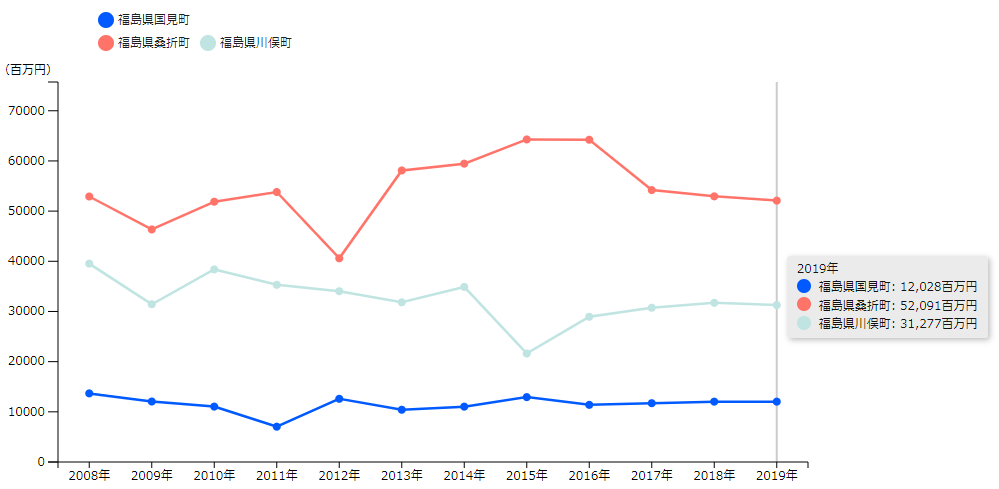 福島県国見町
福島県桑折町 福島県川俣町
(百万円)
70000
60000
50000
40000
30000
20000
10000
0
2008年 2009年 2010年 2011年 2012年 2013年 2014年 2015年 2016年 2017年 2018年 2019年
2019年
福島県国見町: 12,028百万円
福島県桑折町: 52,091百万円
福島県川俣町: 31,277百万円